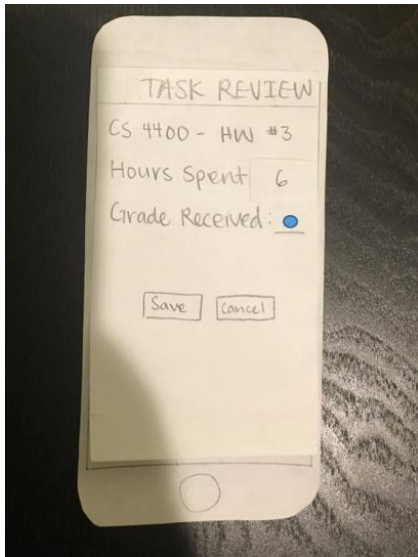 TASK REVIEW
CS 4400 - HW #3
Hours Spent 6
Grade Received:
Save Cancel